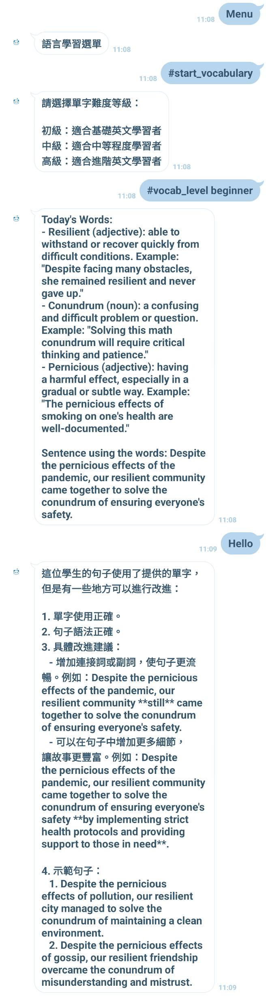 Menu
11:08
語言學習選單
11:08
#start_vocabulary
11:08
請選擇單字難度等級：
初級：適合基礎英文學習者
中級：適合中等程度學習者
高級：適合進階英文學習者
11:08
#vocab_level beginner
11:08
Today's Words:
- Resilient (adjective): able to
withstand or recover quickly from
difficult conditions. Example:
"Despite facing many obstacles,
she remained resilient and never
gave up."
- Conundrum (noun): a confusing
and difficult problem or question.
Example: "Solving this math
conundrum will require critical
thinking and patience."
- Pernicious (adjective): having
a harmful effect, especially in a
gradual or subtle way. Example:
"The pernicious effects of
smoking on one's health are
well-documented."
Sentence using the words: Despite
the pernicious effects of the
pandemic, our resilient community
came together to solve the
conundrum of ensuring everyone's
safety.
11:08
Hello
11:09
這位學生的句子使用了提供的單字，
但是有一些地方可以進行改進：
1. 單字使用正確。
2. 句子語法正確。
3. 具體改進建議：
- 增加連接詞或副詞，使句子更流
暢。例如：Despite the pernicious
effects of the pandemic, our
resilient community **still** came
together to solve the conundrum
of ensuring everyone's safety.
- 可以在句子中增加更多細節，
讓故事更豐富。例如：Despite
the pernicious effects of the
pandemic, our resilient community
came together to solve the
conundrum of ensuring everyone's
safety **by implementing strict
health protocols and providing
support to those in need**.
4. 示範句子：
1. Despite the pernicious
effects of pollution, our resilient
city managed to solve the
conundrum of maintaining a clean
environment.
2. Despite the pernicious effects
of gossip, our resilient friendship
overcame the conundrum of
misunderstanding and mistrust.
11:09